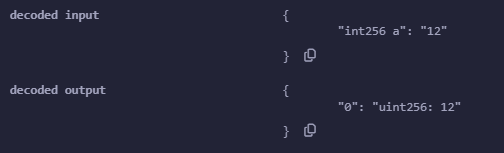 decoded input {
"int256 a": "12"
}
decoded output {
"0": "uint256: 12"
}